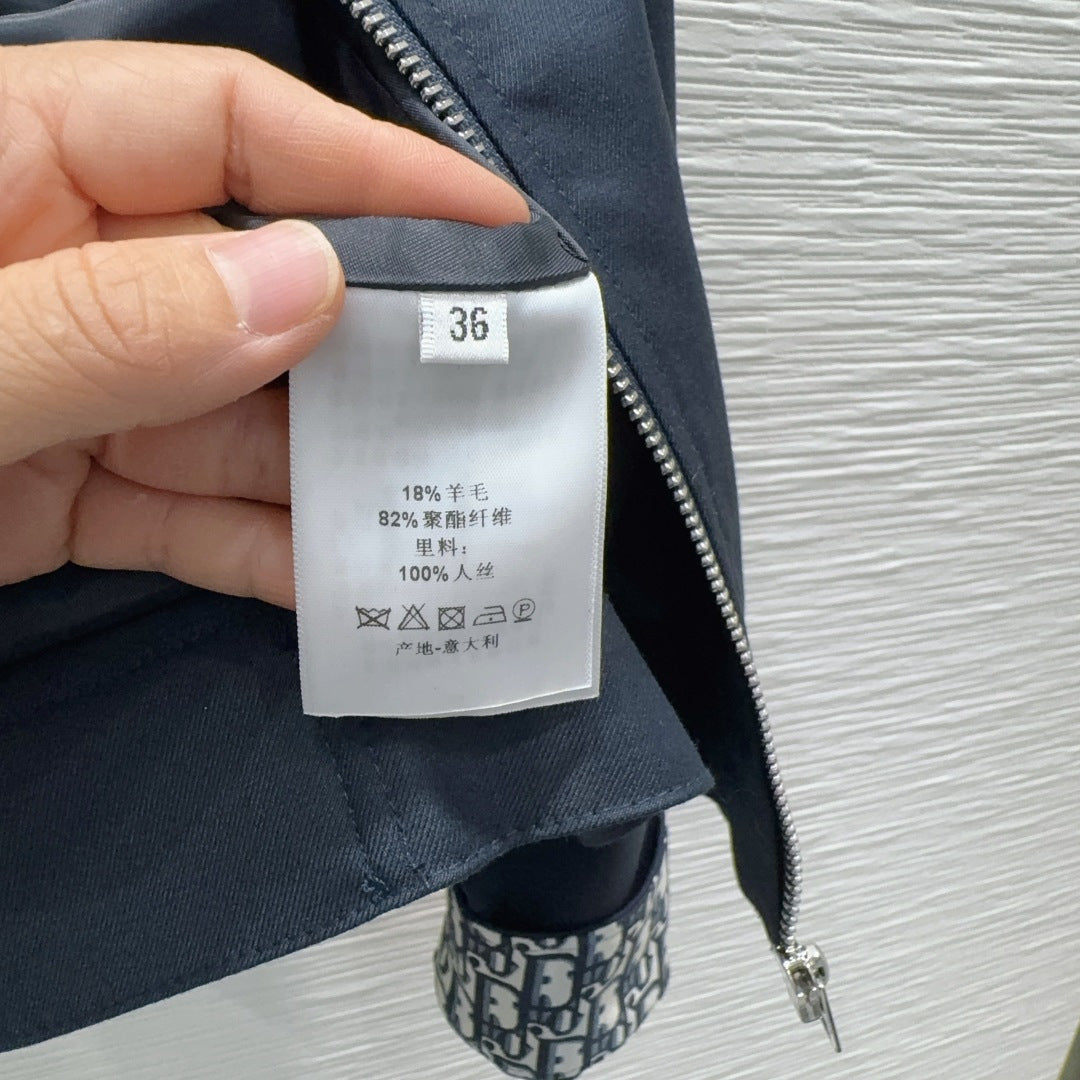 36
18%羊毛
82%聚酯纤维
里料：
100%人丝
P
产地-意大利